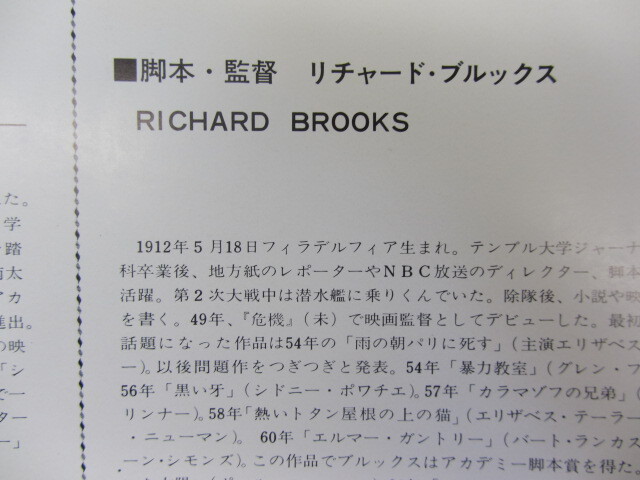 ■脚本・監督 リチャード・ブルックス
RICHARD BROOKS
1912年5月18日フィラデルフィア生まれ。テンプル大学ジャーナ
科卒業後、地方紙のレポーターやNBC放送のディレクター、脚本
活躍。第2次大戦中は潜水艦に乗りくんでいた。除隊後、小説や映
を書く。49年、『危機』(未)で映画監督としてデビューした。最初
話題になった作品は54年の「雨の朝パリに死す」(主演エリザベス
ー)。以後問題作をつぎつぎと発表。54年「暴力教室」(グレン・フ
56年「黒い牙」(シドニー・ポワチエ)。57年「カラマゾフの兄弟」(
リンナー)。58年「熱いトタン屋根の上の猫」(エリザベス・テーラー
・ニューマン)。60年「エルマー・ガントリー」(バート・ランカス
ーン・シモンズ)。この作品でブルックスはアカデミー脚本賞を得た。
た。
学
踏
南太
アカ
進出。
の映
「シ
で一
ター
ー」